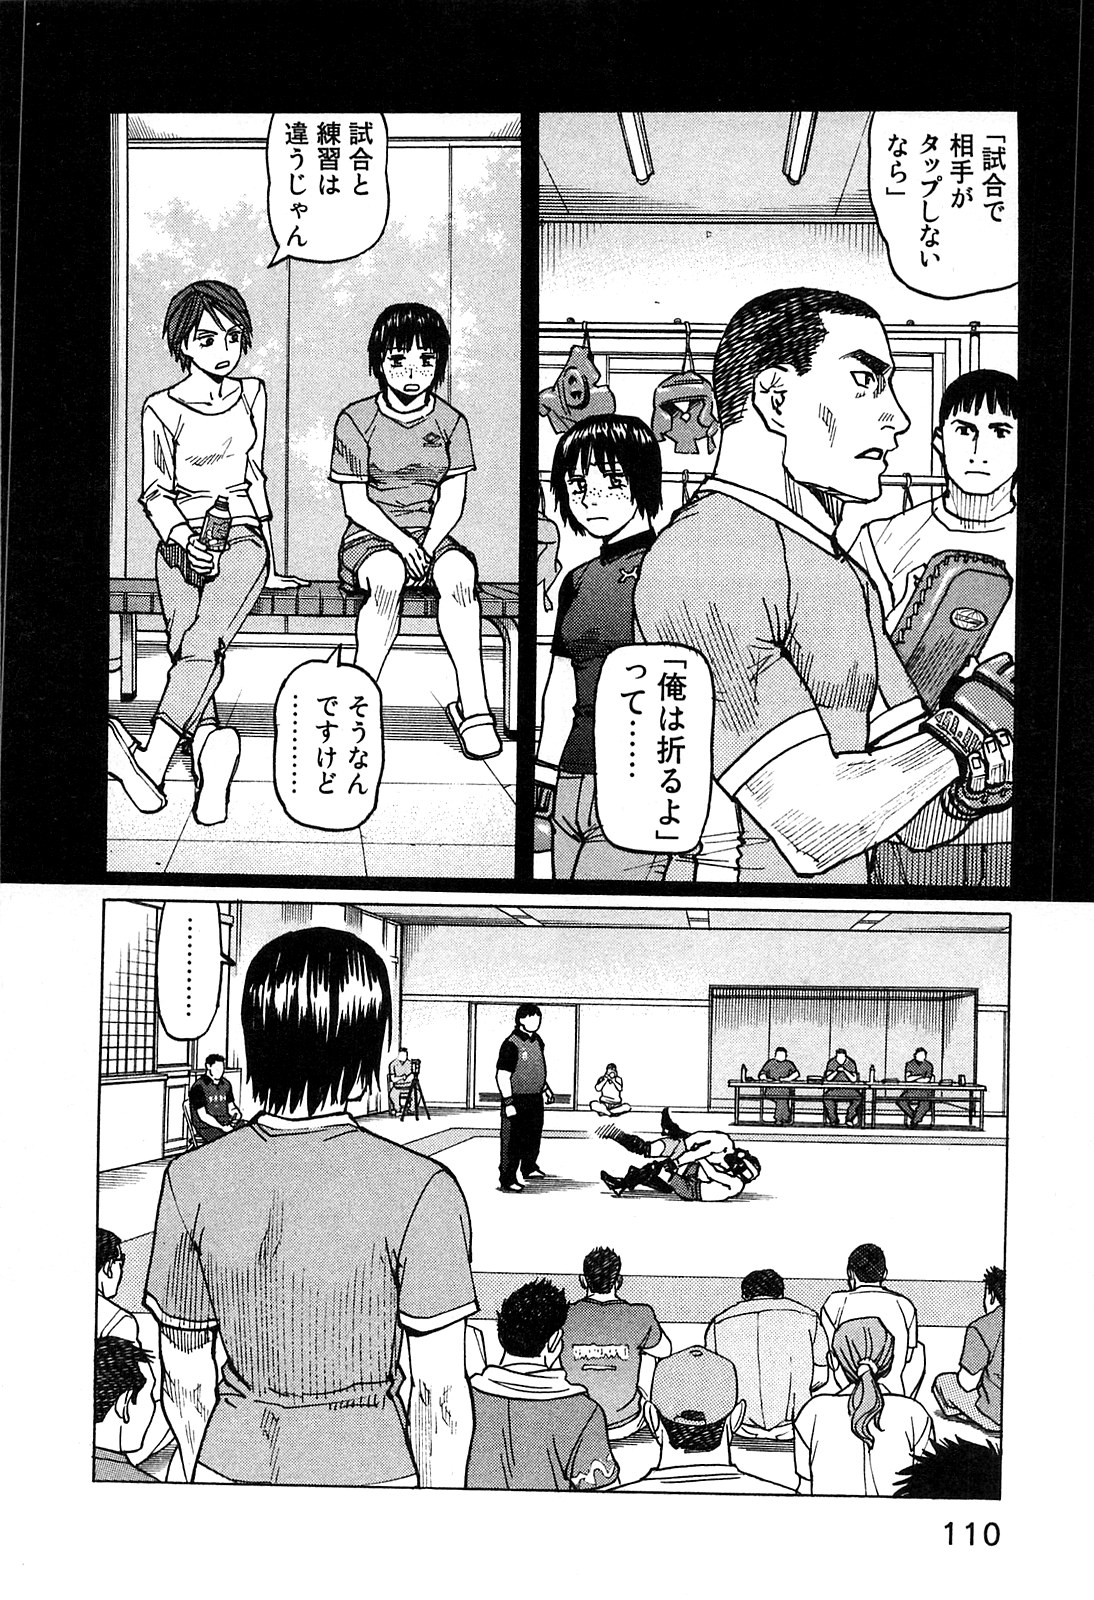 「試合で
相手が
タップしない
なら」
「俺は折るよ」
って……
試合と
練習は
違うじゃん
そうなん
ですけど
…………
…………
110